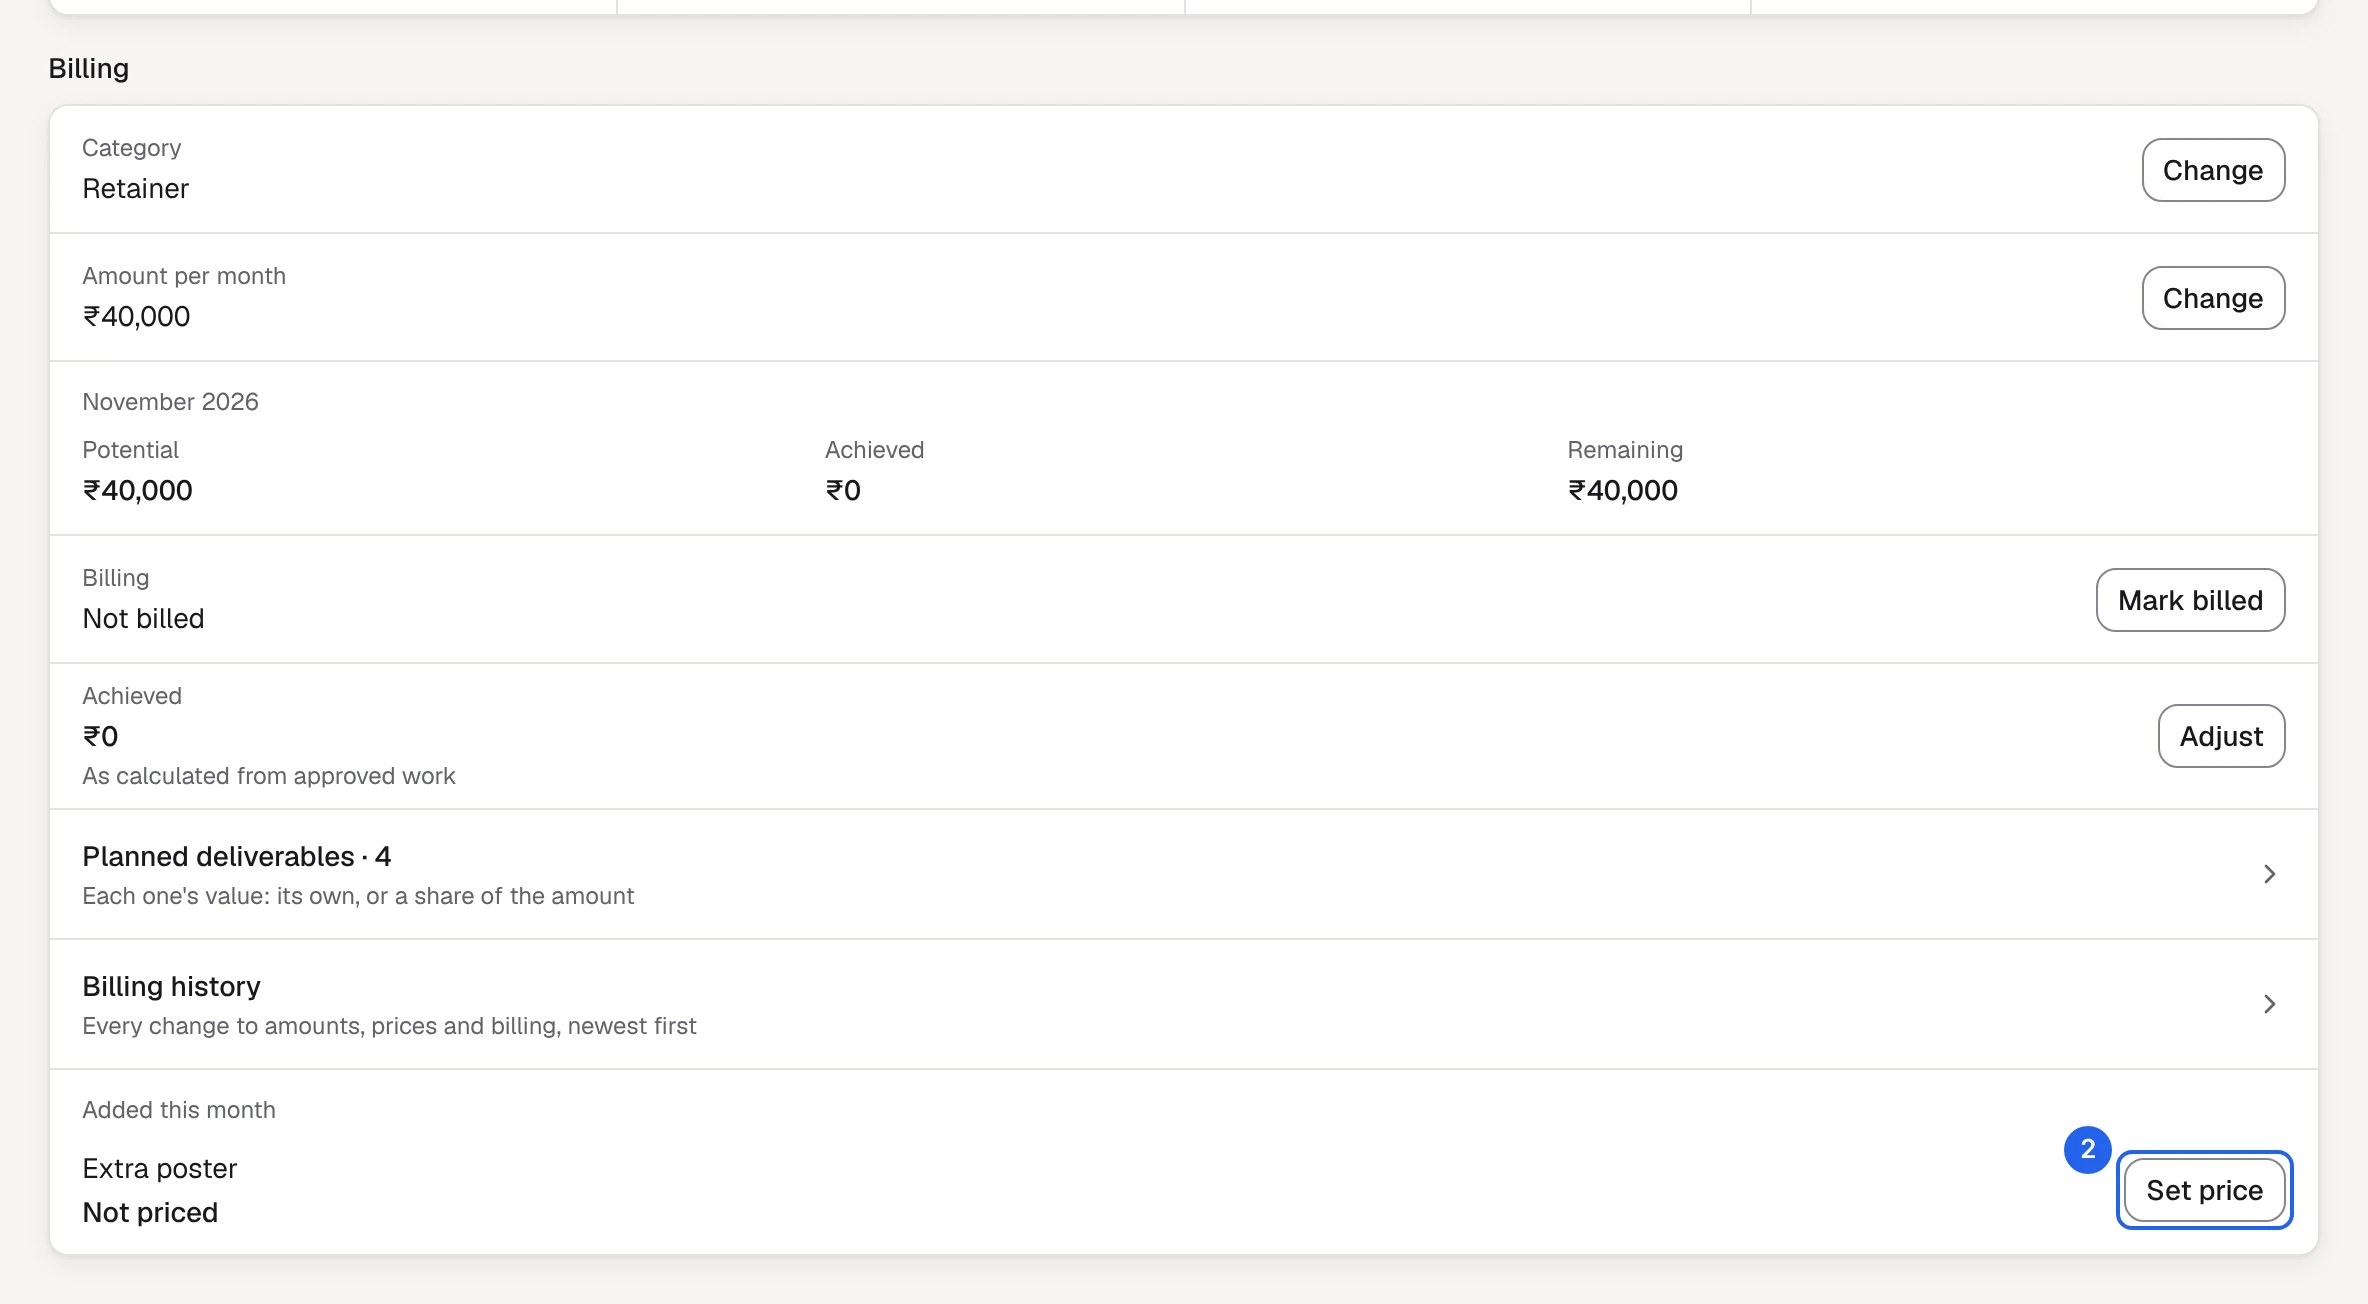 Billing
Category
Retainer
Change
Amount per month
₹40,000
Change
November 2026
Potential
Achieved
Remaining
₹40,000
₹0
₹40,000
Billing
Not billed
Mark billed
Achieved
₹0
As calculated from approved work
Adjust
Planned deliverables · 4
Each one's value: its own, or a share of the amount
Billing history
Every change to amounts, prices and billing, newest first
Added this month
Extra poster
Not priced
2
Set price